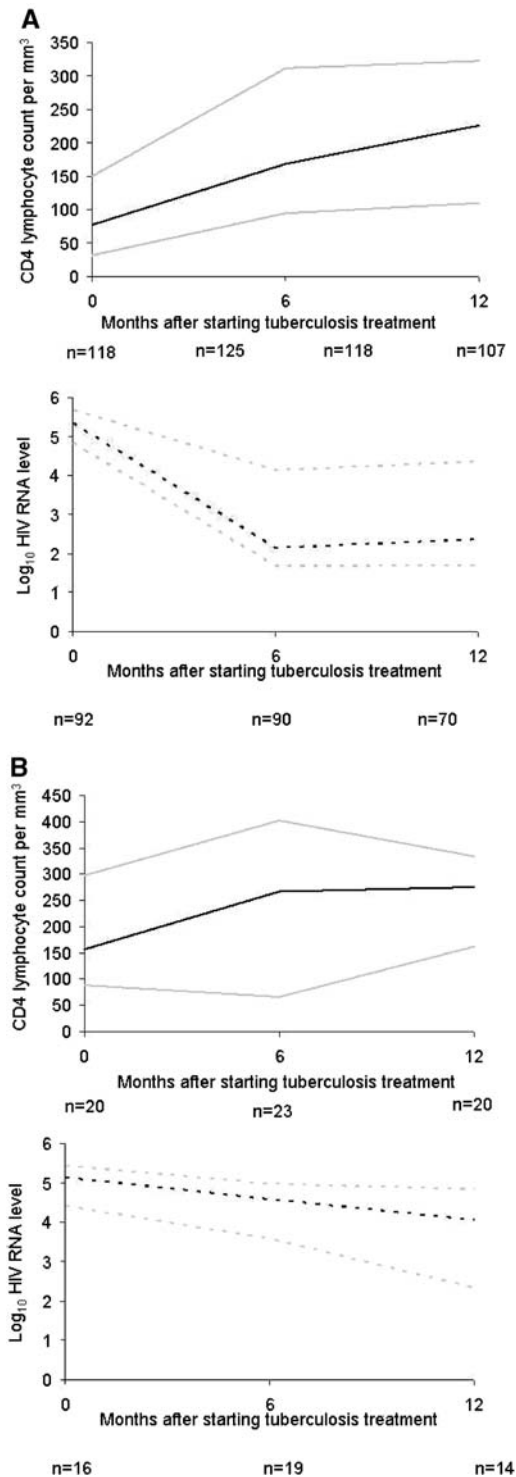 A
CD4 lymphocyte count per mm³
350
300
250
200
150
100
50
0
0 6 12
Months after starting tuberculosis treatment
n=118 n=125 n=118 n=107
Log₁₀ HIV RNA level
6
5
4
3
2
1
0
0 6 12
Months after starting tuberculosis treatment
n=92 n=90 n=70
B
CD4 lymphocyte count per mm³
450
400
350
300
250
200
150
100
50
0
0 6 12
Months after starting tuberculosis treatment
n=20 n=23 n=20
Log₁₀ HIV RNA level
6
5
4
3
2
1
0
0 6 12
Months after starting tuberculosis treatment
n=16 n=19 n=14